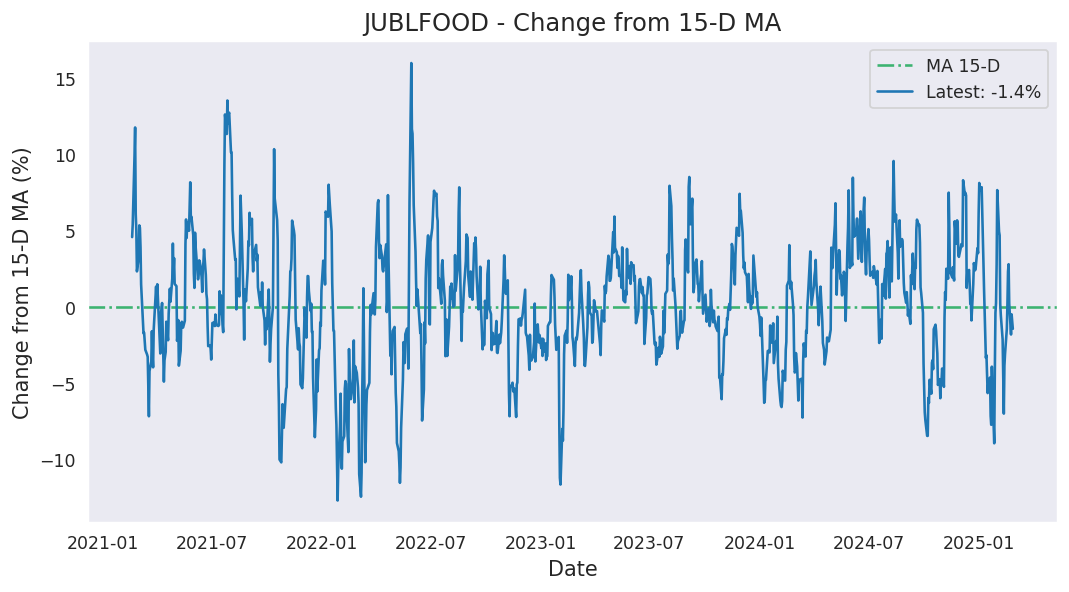 JUBLFOOD - Change from 15-D MA
MA 15-D
Latest: -1.4%
Change from 15-D MA (%)
15
10
5
0
−5
−10
2021-01 2021-07 2022-01 2022-07 2023-01 2023-07 2024-01 2024-07 2025-01
Date